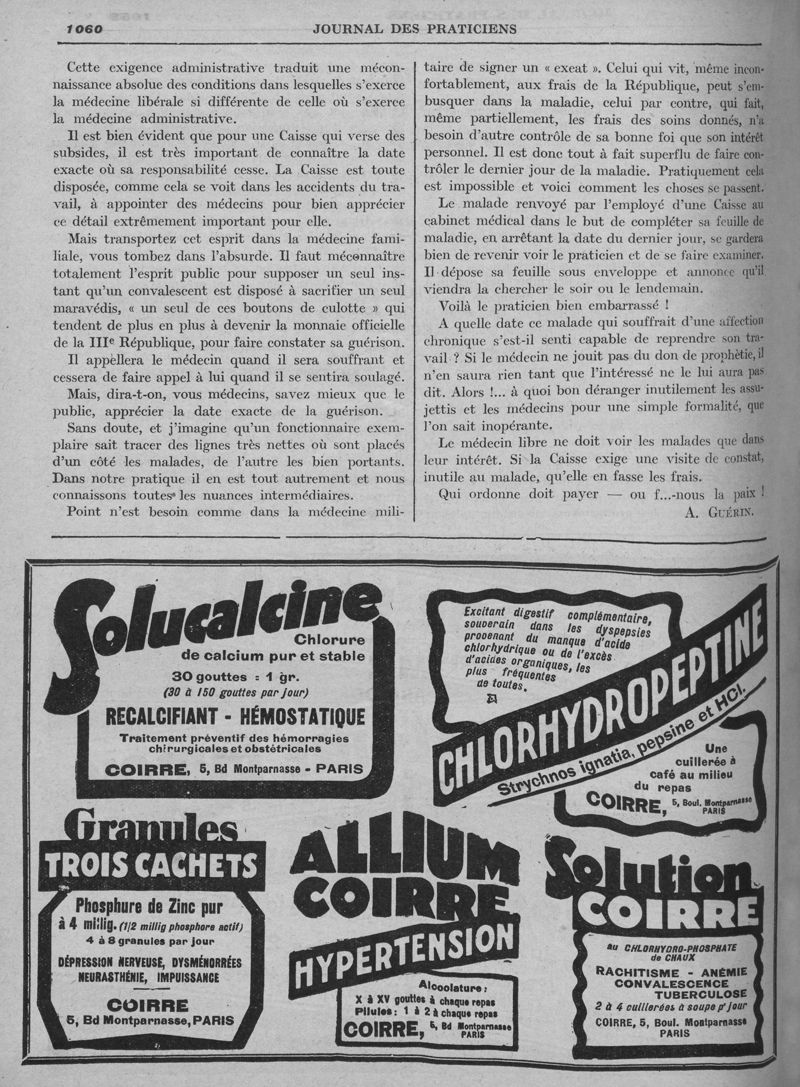 1060
JOURNAL DES PRATICIENS
Cette exigence administrative traduit une mécon-
naissance absolue des conditions dans lesquelles s'exerce
la médecine libérale si différente de celle où s'exerce
la médecine administrative.
Il est bien évident que pour une Caisse qui verse des
subsides, il est très important de connaître la date
exacte où sa responsabilité cesse. La Caisse est toute
disposée, comme cela se voit dans les accidents du tra-
vail, à appointer des médecins pour bien apprécier
ce détail extrêmement important pour elle.
Mais transportez cet esprit dans la médecine fami-
liale, vous tombez dans l'absurde. Il faut méconnaître
totalement l'esprit public pour supposer un seul ins-
tant qu'un convalescent est disposé à sacrifier un seul
maravédis, « un seul de ces boutons de culotte » qui
tendent de plus en plus à devenir la monnaie officielle
de la IIIe République, pour faire constater sa guérison.
Il appèllera le médecin quand il sera souffrant et
cessera de faire appel à lui quand il se sentira soulagé.
Mais, dira-t-on, vous médecins, savez mieux que le
public, apprécier la date exacte de la guérison.
Sans doute, et j'imagine qu'un fonctionnaire exem-
plaire sait tracer des lignes très nettes où sont placés
d'un côté les malades, de l'autre les bien portants.
Dans notre pratique il en est tout autrement et nous
connaissons toutes les nuances intermédiaires.
Point n'est besoin comme dans la médecine mili-
taire de signer un « exeat ». Celui qui vit, même incon-
fortablement, aux frais de la République, peut s'em-
busquer dans la maladie, celui par contre, qui fait,
même partiellement, les frais des soins donnés, n'a
besoin d'autre contrôle de sa bonne foi que son intérêt
personnel. Il est donc tout à fait superflu de faire con-
trôler le dernier jour de la maladie. Pratiquement cela
est impossible et voici comment les choses se passent.
Le malade renvoyé par l'employé d'une Caisse au
cabinet médical dans le but de compléter sa feuille de
maladie, en arrêtant la date du dernier jour, se gardera
bien de revenir voir le praticien et de se faire examiner.
Il dépose sa feuille sous enveloppe et annonce qu'il
viendra la chercher le soir ou le lendemain.
Voilà le praticien bien embarrassé !
A quelle date ce malade qui souffrait d'une affection
chronique s'est-il senti capable de reprendre son tra-
vail ? Si le médecin ne jouit pas du don de prophètie, il
n'en saura rien tant que l'intéressé ne le lui aura pas
dit. Alors !... à quoi bon déranger inutilement les assu-
jettis et les médecins pour une simple formalité, que
l'on sait inopérante.
Le médecin libre ne doit voir les malades que dans
leur intérêt. Si la Caisse exige une visite de constat,
inutile au malade, qu'elle en fasse les frais.
Qui ordonne doit payer — ou f...-nous la paix !
A. GUÉRIN.
Solucalcine
Chlorure
de calcium pur et stable
30 gouttes = 1 gr.
(30 à 150 gouttes par jour)
RECALCIFIANT - HÉMOSTATIQUE
Traitement préventif des hémorragies
chirurgicales et obstétricales
COIRRE, 5, Bd Montparnasse - PARIS
Excitant digestif complémentaire,
souverain dans les dyspepsies
provenant du manque d'acide
chlorhydrique ou de l'excès
d'acides organiques, les
plus fréquentes
de toutes.
CHLORHYDROPEPTINE
Strychnos ignatia, pepsine et HCl.
Une
cuillerée à
café au milieu
du repas
COIRRE, 5, Boul. Montparnasse
PARIS
Granules
TROIS CACHETS
Phosphure de Zinc pur
à 4 millig. (1/2 millig phosphore actif)
4 à 8 granules par jour
DÉPRESSION NERVEUSE, DYSMÉNORRÉES
NEURASTHÉNIE, IMPUISSANCE
COIRRE
5, Bd Montparnasse, PARIS
ALLIUM
COIRRE
HYPERTENSION
Alcoolature :
X à XV gouttes à chaque repas
Pilules : 1 à 2 à chaque repas
COIRRE, 5, Bd Montparnasse
PARIS
Solution
COIRRE
au CHLORHYDRO-PHOSPHATE
de CHAUX
RACHITISME - ANÉMIE
CONVALESCENCE
TUBERCULOSE
2 à 4 cuillerées à soupe pr jour
COIRRE, 5, Boul. Montparnasse
PARIS